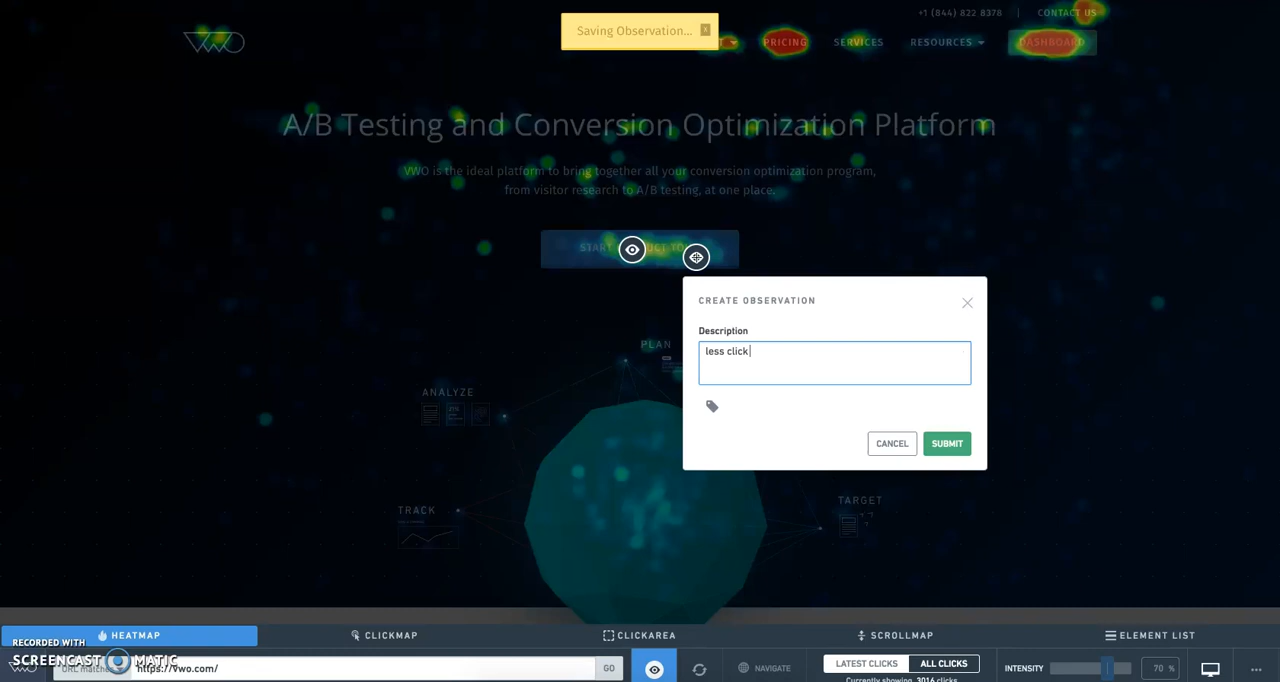 +1 (844) 822 8378 | CONTACT US
Saving Observation... x
VWO
PRICING SERVICES RESOURCES DASHBOARD
A/B Testing and Conversion Optimization Platform
VWO is the ideal platform to bring together all your conversion optimization program,
from visitor research to A/B testing, at one place.
CREATE OBSERVATION
Description
less click
CANCEL SUBMIT
PLAN
ANALYZE
TRACK
TARGET
HEATMAP CLICKMAP CLICKAREA SCROLLMAP ELEMENT LIST
RECORDED WITH
SCREENCAST MATIC
https://vwo.com/ GO NAVIGATE LATEST CLICKS ALL CLICKS INTENSITY 70 %
Currently showing 3016 clicks